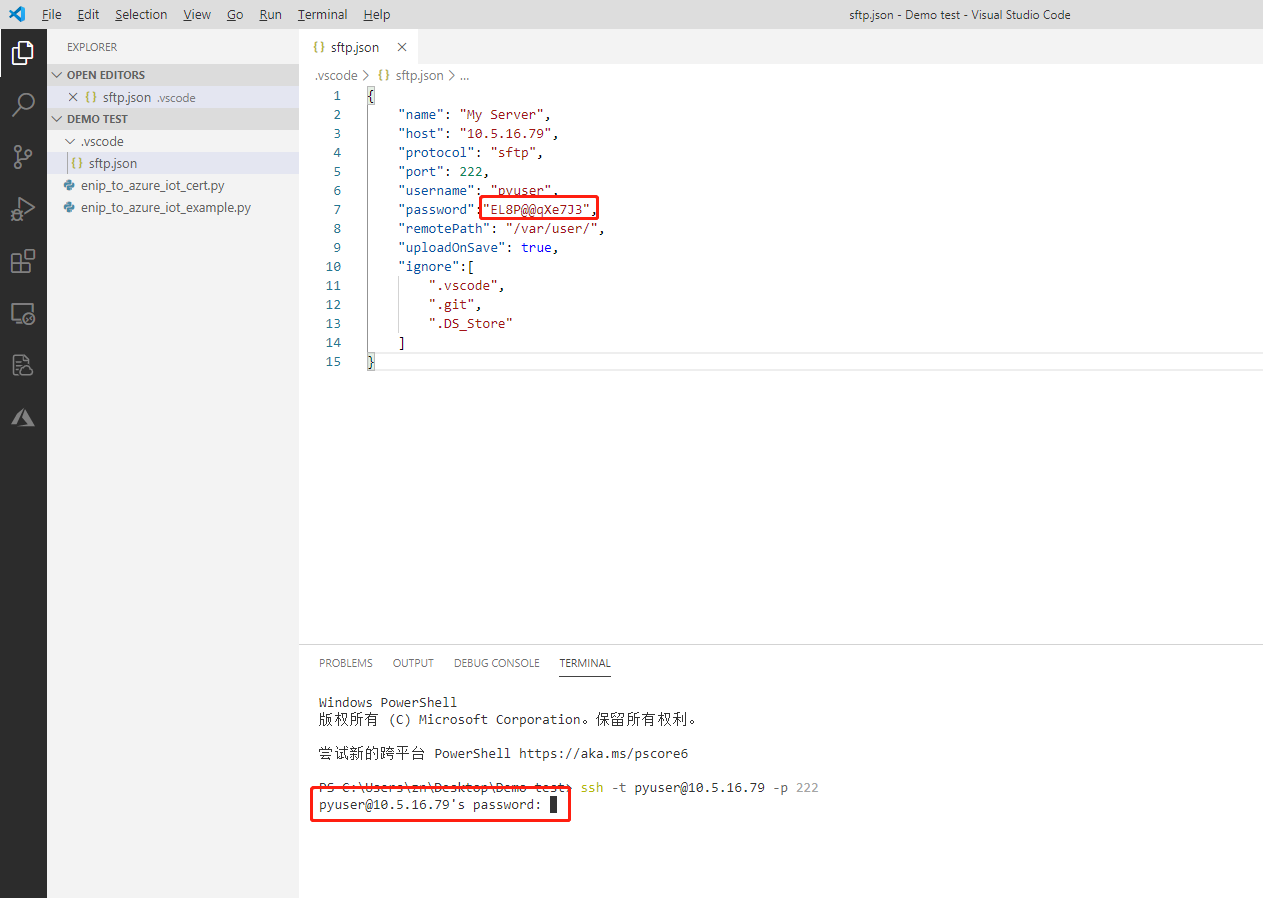 File Edit Selection View Go Run Terminal Help
sftp.json - Demo test - Visual Studio Code
EXPLORER
OPEN EDITORS
{} sftp.json .vscode
DEMO TEST
.vscode
{} sftp.json
enip_to_azure_iot_cert.py
enip_to_azure_iot_example.py
{} sftp.json
.vscode > {} sftp.json > ...
1 {
2 "name": "My Server",
3 "host": "10.5.16.79",
4 "protocol": "sftp",
5 "port": 222,
6 "username": "pyuser",
7 "password":"EL8P@@qXe7J3",
8 "remotePath": "/var/user/",
9 "uploadOnSave": true,
10 "ignore":[
11 ".vscode",
12 ".git",
13 ".DS_Store"
14 ]
15 }
PROBLEMS OUTPUT DEBUG CONSOLE TERMINAL
Windows PowerShell
版权所有 (C) Microsoft Corporation。保留所有权利。
尝试新的跨平台 PowerShell https://aka.ms/pscore6
PS C:\Users\zn\Desktop\Demo test> ssh -t pyuser@10.5.16.79 -p 222
pyuser@10.5.16.79's password: